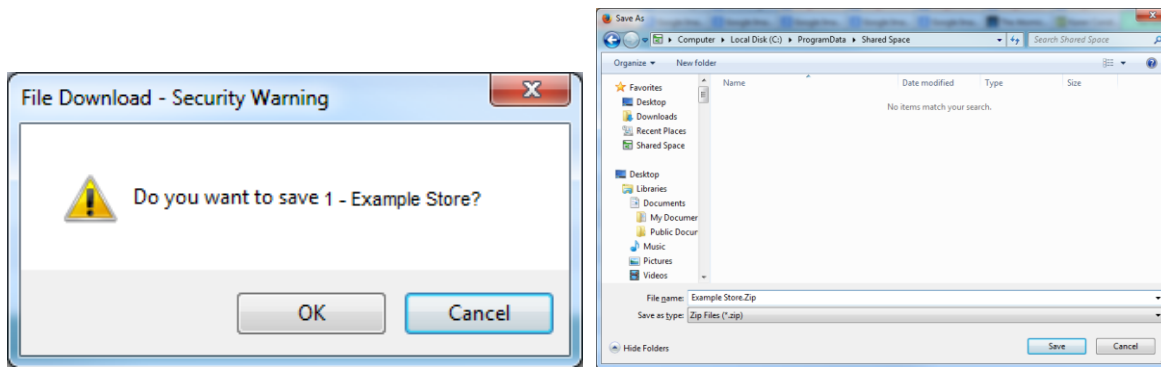 File Download - Security Warning
Do you want to save 1 - Example Store?
OK Cancel
Save As
Computer Local Disk (C:) ProgramData Shared Space
Search Shared Space
Organize New folder
Name Date modified Type Size
No items match your search.
Favorites
Desktop
Downloads
Recent Places
Shared Space
Desktop
Libraries
Documents
My Documer
Public Docur
Music
Pictures
Videos
File name: Example Store.Zip
Save as type: Zip Files (*.zip)
Hide Folders
Save Cancel